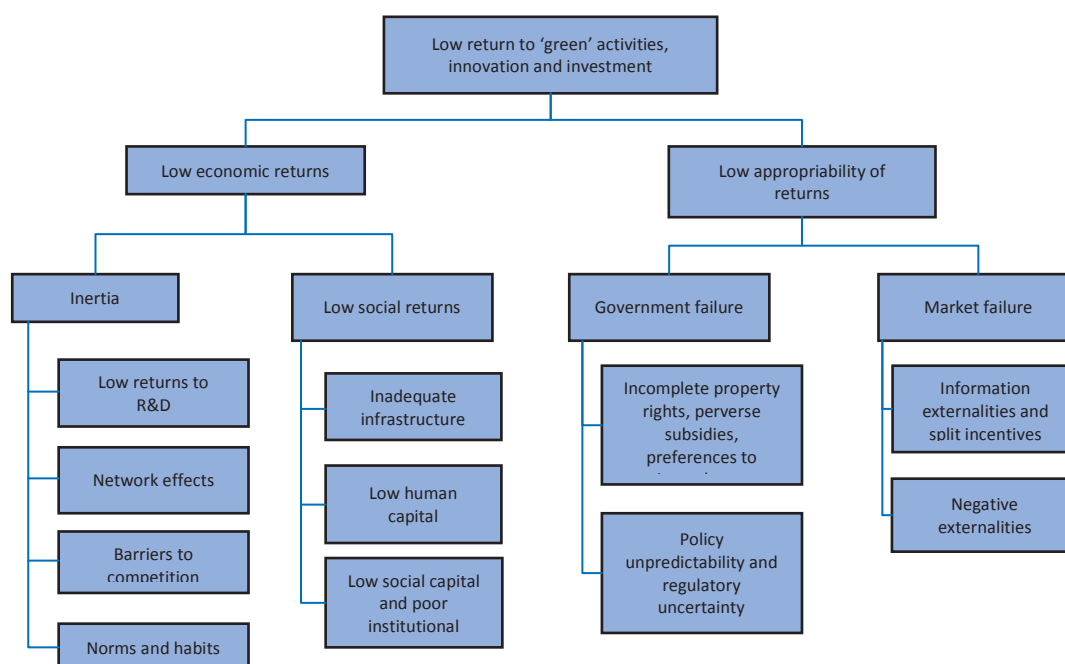 Low return to ‘green’ activities,
innovation and investment
Low economic returns
Low appropriability of
returns
Inertia
Low social returns
Government failure
Market failure
Low returns to
R&D
Network effects
Barriers to
competition
Norms and habits
Inadequate
infrastructure
Low human
capital
Low social capital
and poor
institutional
Incomplete property
rights, perverse
subsidies,
preferences to
Policy
unpredictability and
regulatory
uncertainty
Information
externalities and
split incentives
Negative
externalities